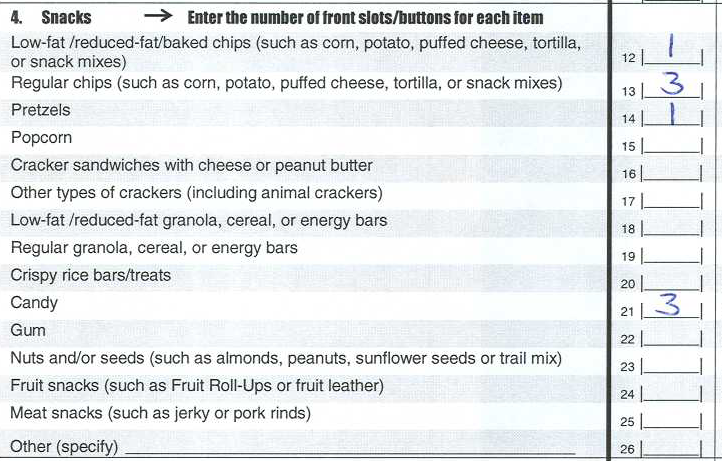 4. Snacks → Enter the number of front slots/buttons for each item
Low-fat /reduced-fat/baked chips (such as corn, potato, puffed cheese, tortilla,
or snack mixes) 12 1
Regular chips (such as corn, potato, puffed cheese, tortilla, or snack mixes) 13 3
Pretzels 14 1
Popcorn 15
Cracker sandwiches with cheese or peanut butter 16
Other types of crackers (including animal crackers) 17
Low-fat /reduced-fat granola, cereal, or energy bars 18
Regular granola, cereal, or energy bars 19
Crispy rice bars/treats 20
Candy 21 3
Gum 22
Nuts and/or seeds (such as almonds, peanuts, sunflower seeds or trail mix) 23
Fruit snacks (such as Fruit Roll-Ups or fruit leather) 24
Meat snacks (such as jerky or pork rinds) 25
Other (specify) 26